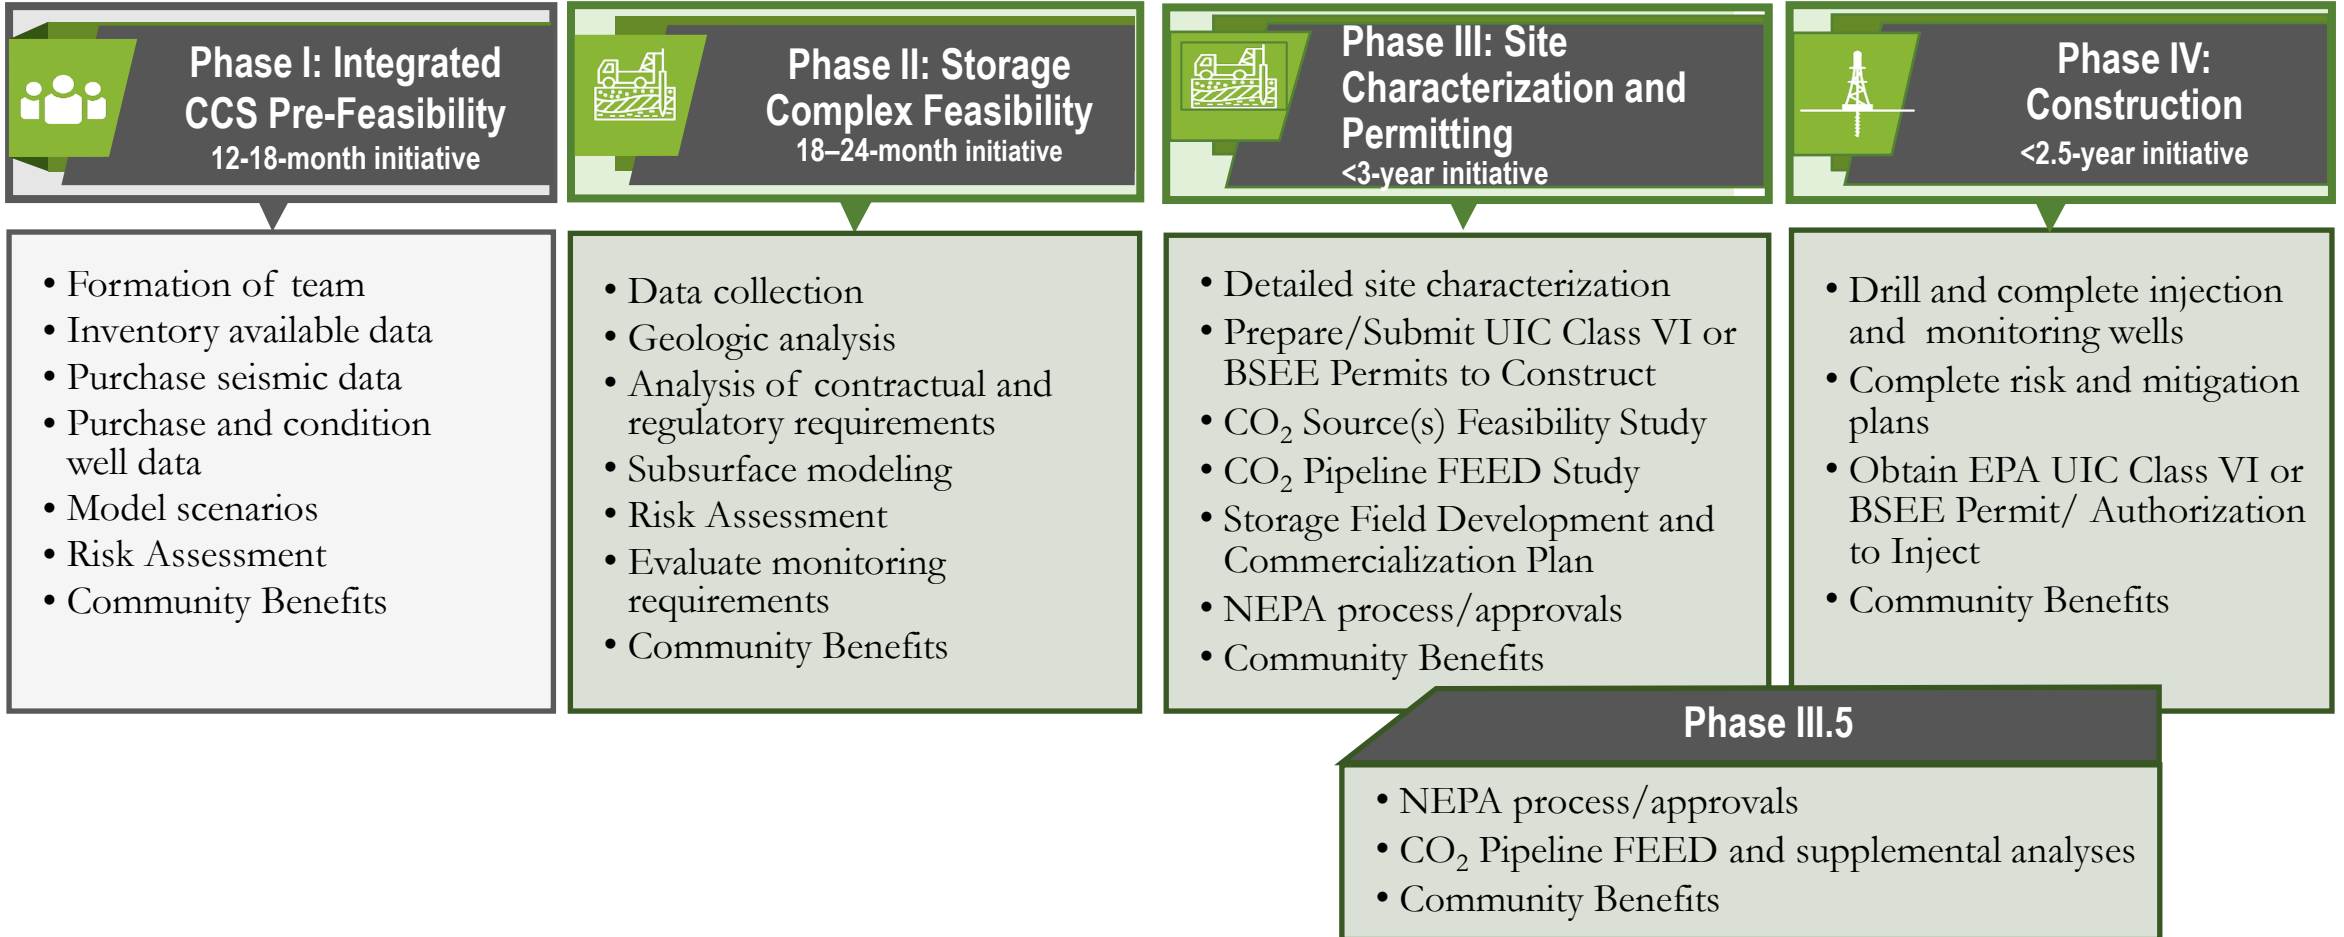 Phase I: Integrated
CCS Pre-Feasibility
12-18-month initiative
• Formation of team
• Inventory available data
• Purchase seismic data
• Purchase and condition
well data
• Model scenarios
• Risk Assessment
• Community Benefits
Phase II: Storage
Complex Feasibility
18–24-month initiative
• Data collection
• Geologic analysis
• Analysis of contractual and
regulatory requirements
• Subsurface modeling
• Risk Assessment
• Evaluate monitoring
requirements
• Community Benefits
Phase III: Site
Characterization and
Permitting
<3-year initiative
• Detailed site characterization
• Prepare/Submit UIC Class VI or
BSEE Permits to Construct
• CO₂ Source(s) Feasibility Study
• CO₂ Pipeline FEED Study
• Storage Field Development and
Commercialization Plan
• NEPA process/approvals
• Community Benefits
Phase IV:
Construction
<2.5-year initiative
• Drill and complete injection
and monitoring wells
• Complete risk and mitigation
plans
• Obtain EPA UIC Class VI or
BSEE Permit/ Authorization
to Inject
• Community Benefits
Phase III.5
• NEPA process/approvals
• CO₂ Pipeline FEED and supplemental analyses
• Community Benefits